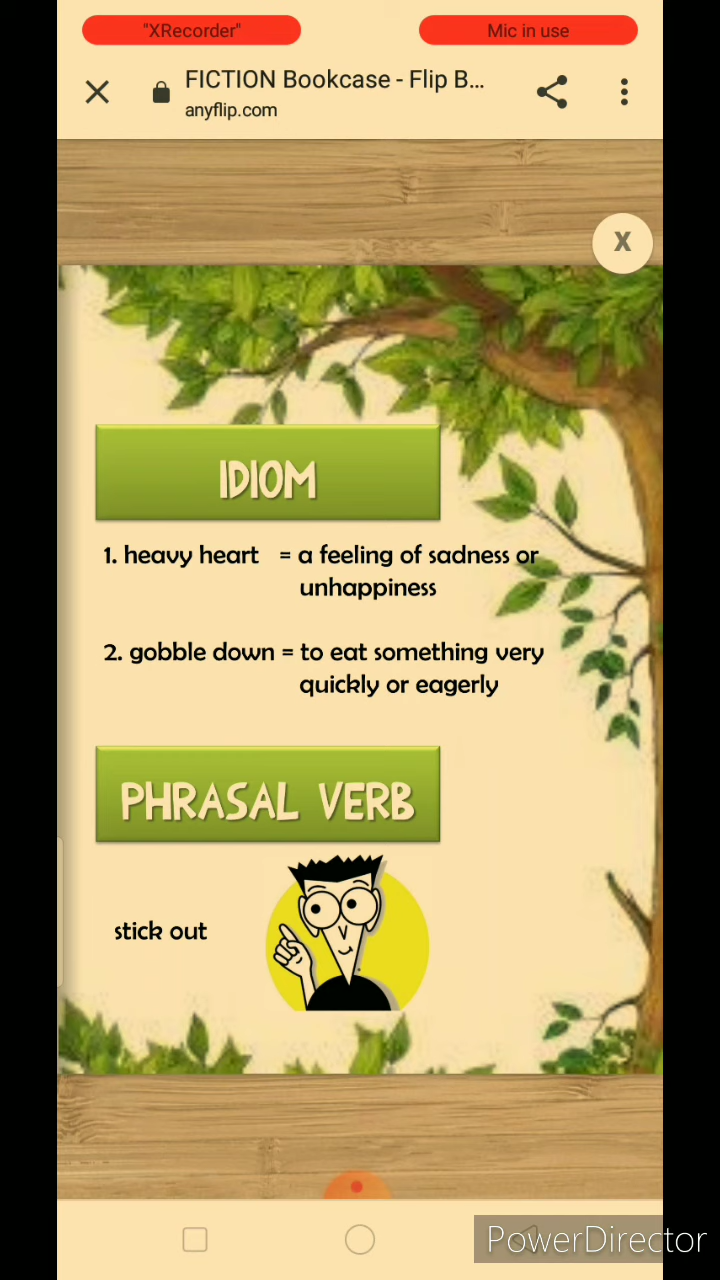 "XRecorder" Mic in use
FICTION Bookcase - Flip B...
anyflip.com
X
IDIOM
1. heavy heart = a feeling of sadness or
unhappiness
2. gobble down = to eat something very
quickly or eagerly
PHRASAL VERB
stick out
PowerDirector